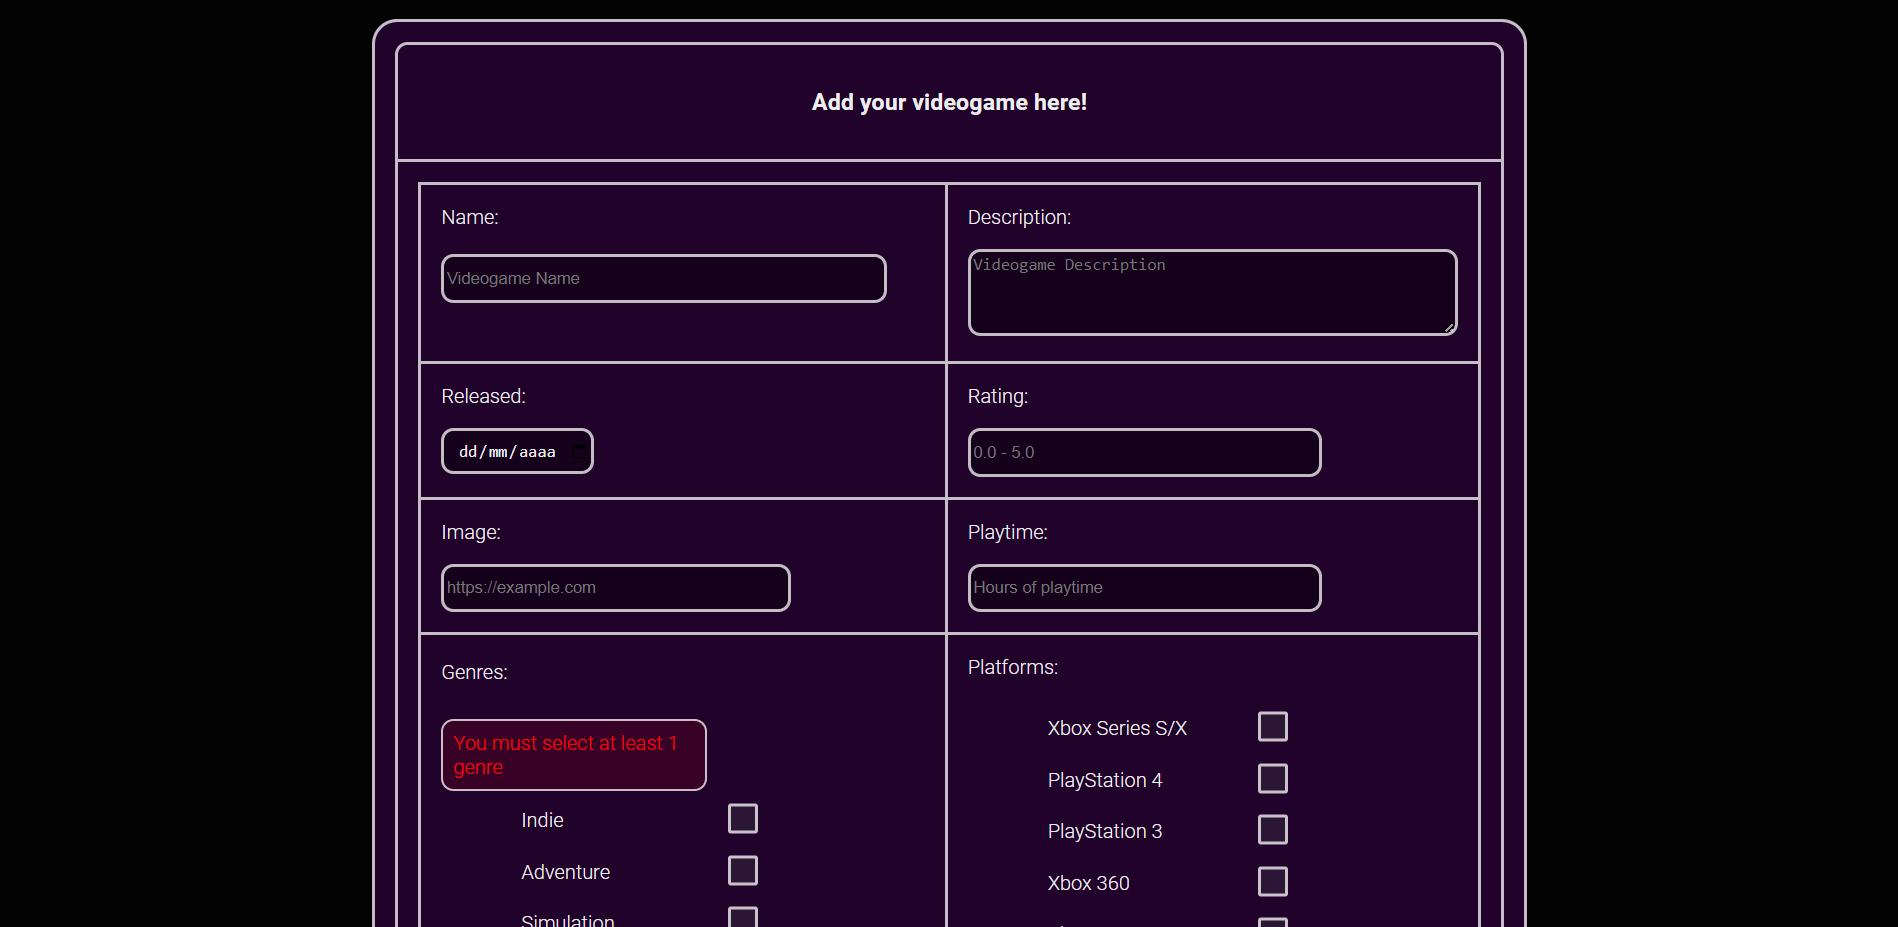 Add your videogame here!
Name:
Videogame Name
Description:
Videogame Description
Released:
dd/mm/aaaa
Rating:
0.0 - 5.0
Image:
https://example.com
Playtime:
Hours of playtime
Genres:
You must select at least 1
genre
Indie
Adventure
Simulation
Platforms:
Xbox Series S/X
PlayStation 4
PlayStation 3
Xbox 360